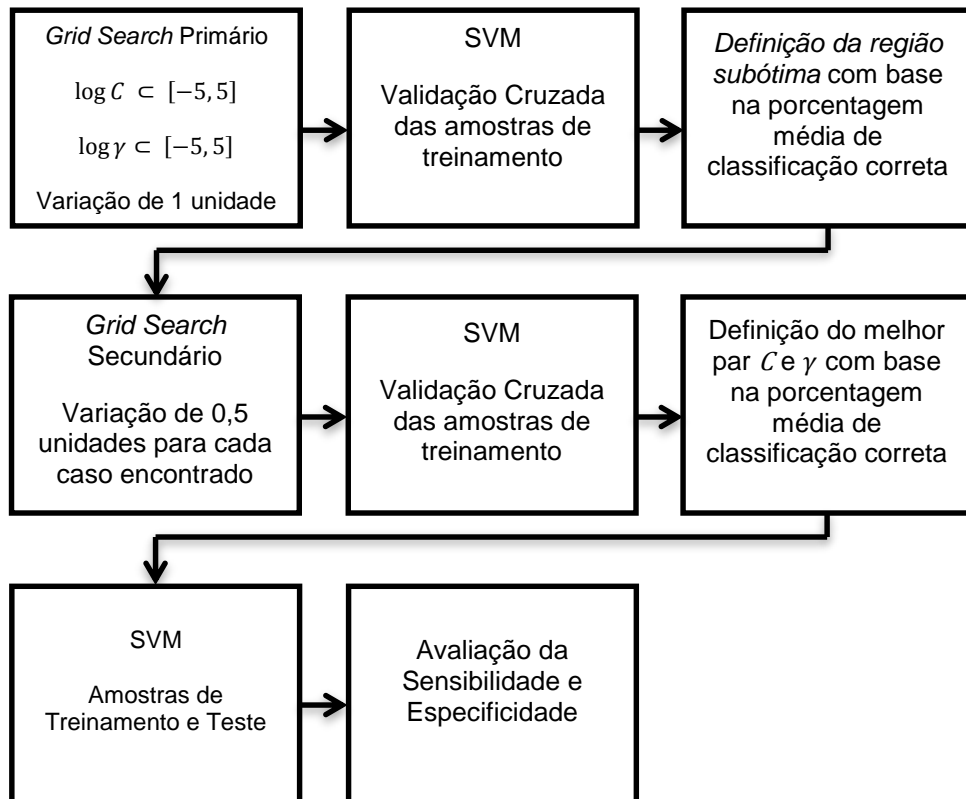 Grid Search Primário
log C ⊂ [−5, 5]
log γ ⊂ [−5, 5]
Variação de 1 unidade
SVM
Validação Cruzada
das amostras de
treinamento
Definição da região
subótima com base
na porcentagem
média de
classificação correta
Grid Search
Secundário
Variação de 0,5
unidades para cada
caso encontrado
SVM
Validação Cruzada
das amostras de
treinamento
Definição do melhor
par C e γ com base
na porcentagem
média de
classificação correta
SVM
Amostras de
Treinamento e Teste
Avaliação da
Sensibilidade e
Especificidade